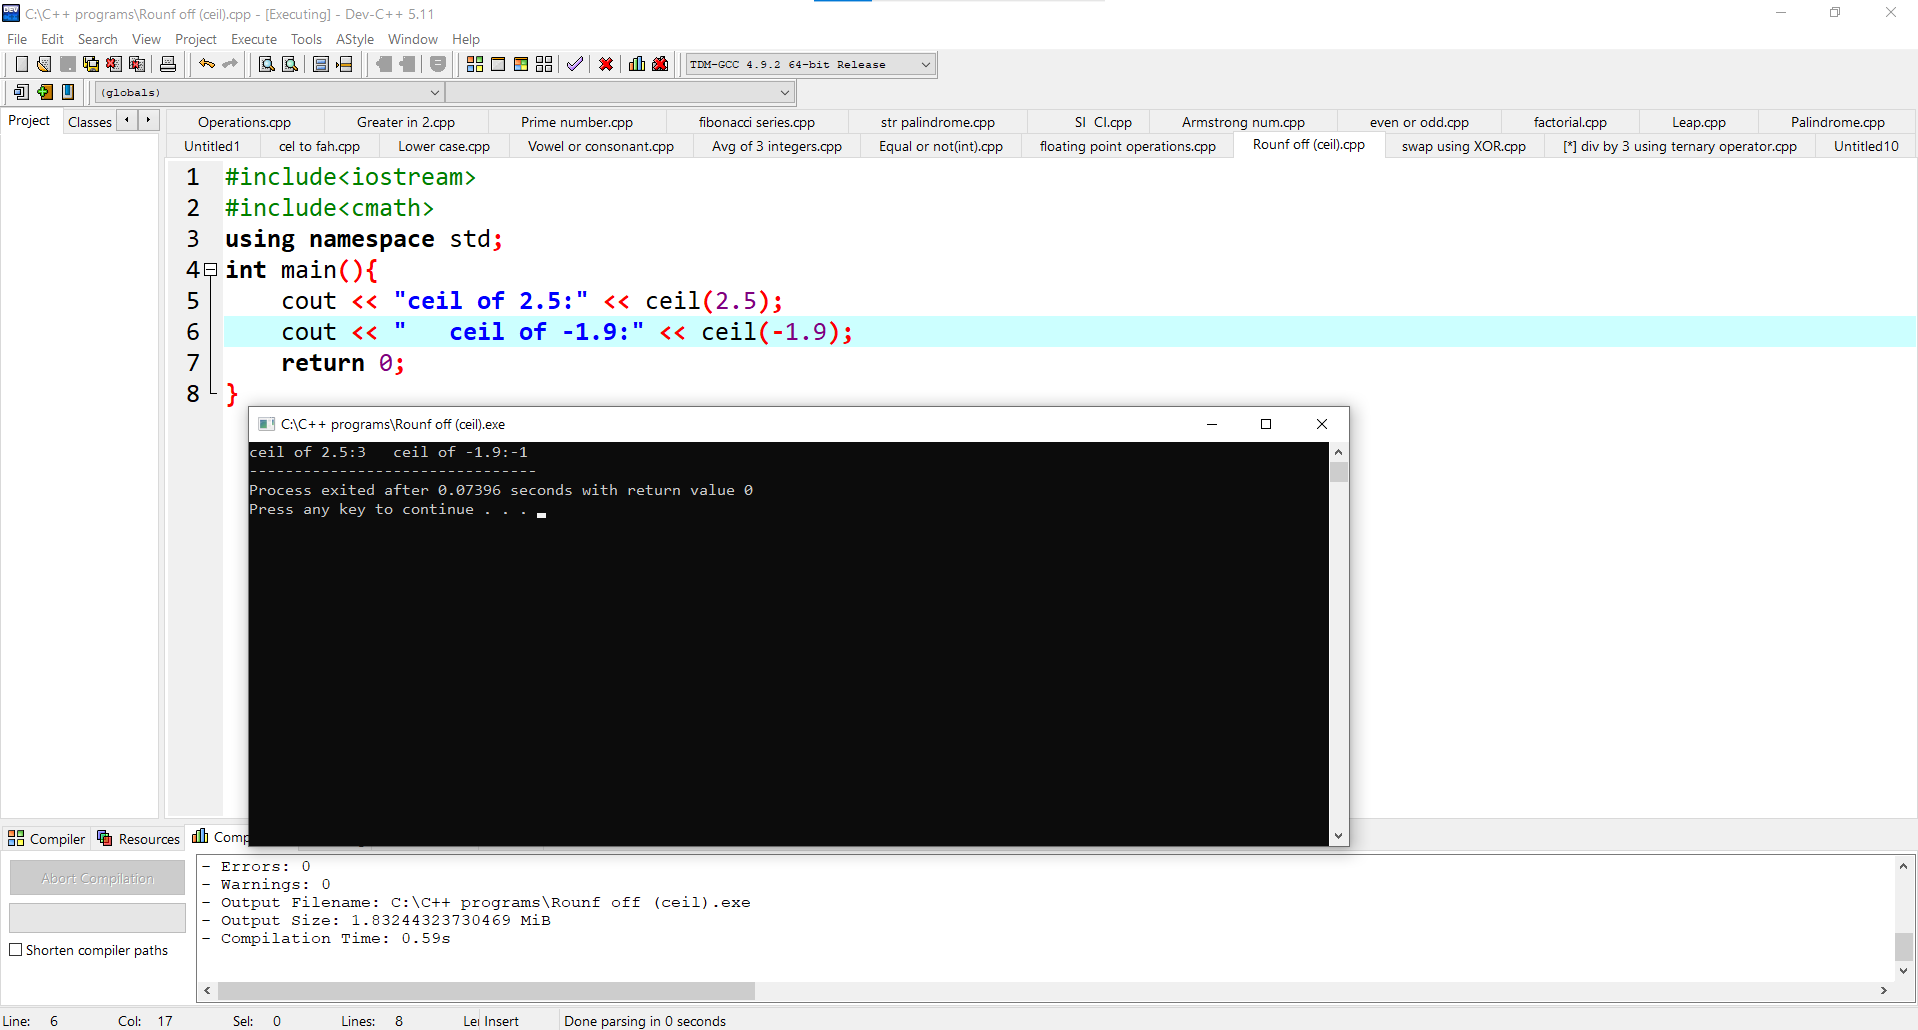 C:\C++ programs\Rounf off (ceil).cpp - [Executing] - Dev-C++ 5.11
File Edit Search View Project Execute Tools AStyle Window Help
TDM-GCC 4.9.2 64-bit Release
(globals)
Project Classes
Operations.cpp Greater in 2.cpp Prime number.cpp fibonacci series.cpp str palindrome.cpp SI CI.cpp Armstrong num.cpp even or odd.cpp factorial.cpp Leap.cpp Palindrome.cpp
Untitled1 cel to fah.cpp Lower case.cpp Vowel or consonant.cpp Avg of 3 integers.cpp Equal or not(int).cpp floating point operations.cpp Rounf off (ceil).cpp swap using XOR.cpp [*] div by 3 using ternary operator.cpp Untitled10
1 #include<iostream>
2 #include<cmath>
3 using namespace std;
4 int main(){
5 cout << "ceil of 2.5:" << ceil(2.5);
6 cout << "   ceil of -1.9:" << ceil(-1.9);
7 return 0;
8 }
C:\C++ programs\Rounf off (ceil).exe
ceil of 2.5:3   ceil of -1.9:-1
--------------------------------
Process exited after 0.07396 seconds with return value 0
Press any key to continue . . .
Compiler Resources Comp
Abort Compilation
Shorten compiler paths
- Errors: 0
- Warnings: 0
- Output Filename: C:\C++ programs\Rounf off (ceil).exe
- Output Size: 1.83244323730469 MiB
- Compilation Time: 0.59s
Line: 6 Col: 17 Sel: 0 Lines: 8 Le Insert Done parsing in 0 seconds